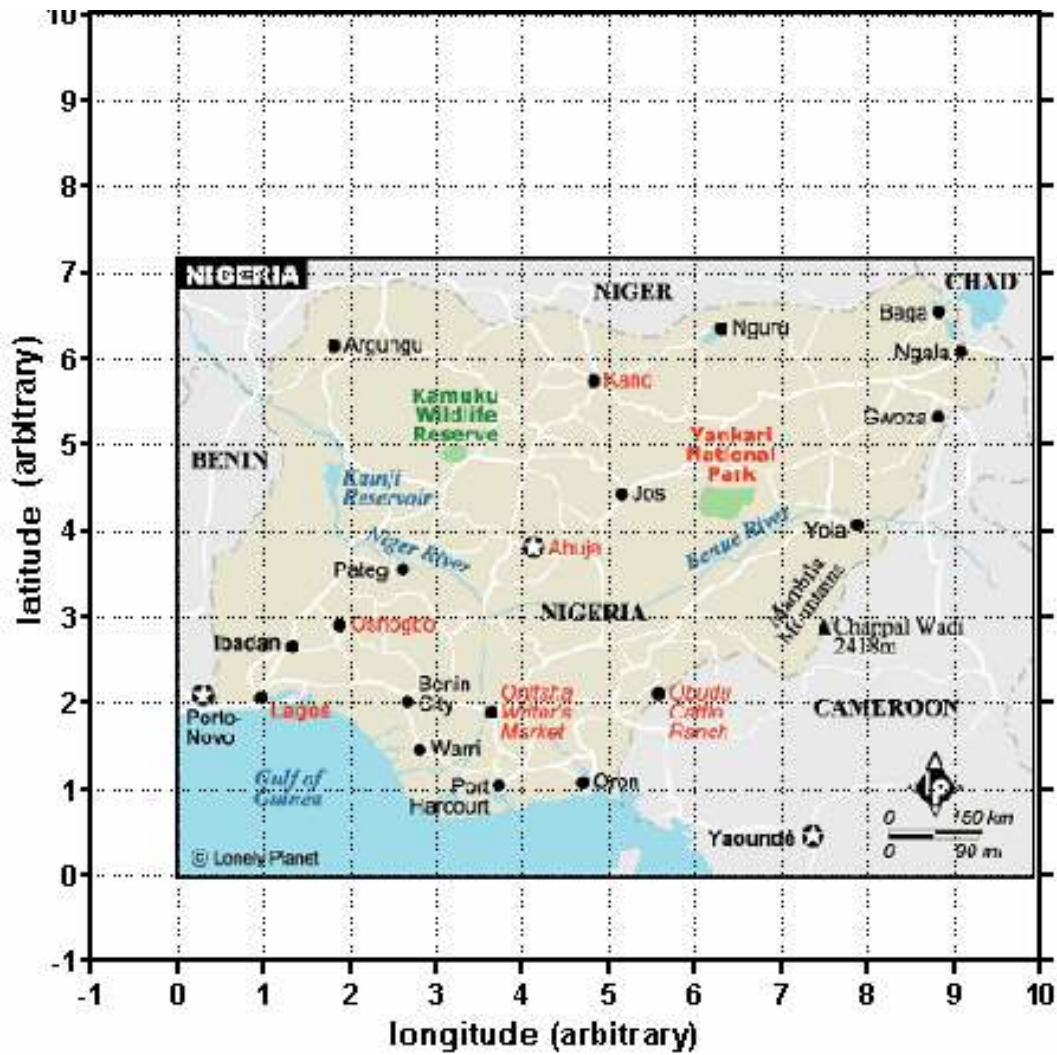 10
9
8
7
6
5
4
3
2
1
0
-1
latitude (arbitrary)
NIGERIA
NIGER
CHAD
Baga
Nguru
Argungu
Ngala
Kano
Kamuku
Wildlife
Reserve
Gwoza
Yankari
National
Park
BENIN
Kainji
Reservoir
Jos
Niger River
Abuja
Benue River
Yola
Pateg
NIGERIA
Mambila
Mountains
Oshogbo
Ibadan
Chappal Wadi
2418m
Porto-
Novo
Lagos
Benin
City
Onitsha
Writer's
Market
Obudu
Cattle
Ranch
CAMEROON
Warri
Gulf of
Guinea
Port
Harcourt
Oron
0 150 km
0 90 mi
Yaoundé
© Lonely Planet
-1 0 1 2 3 4 5 6 7 8 9 10
longitude (arbitrary)